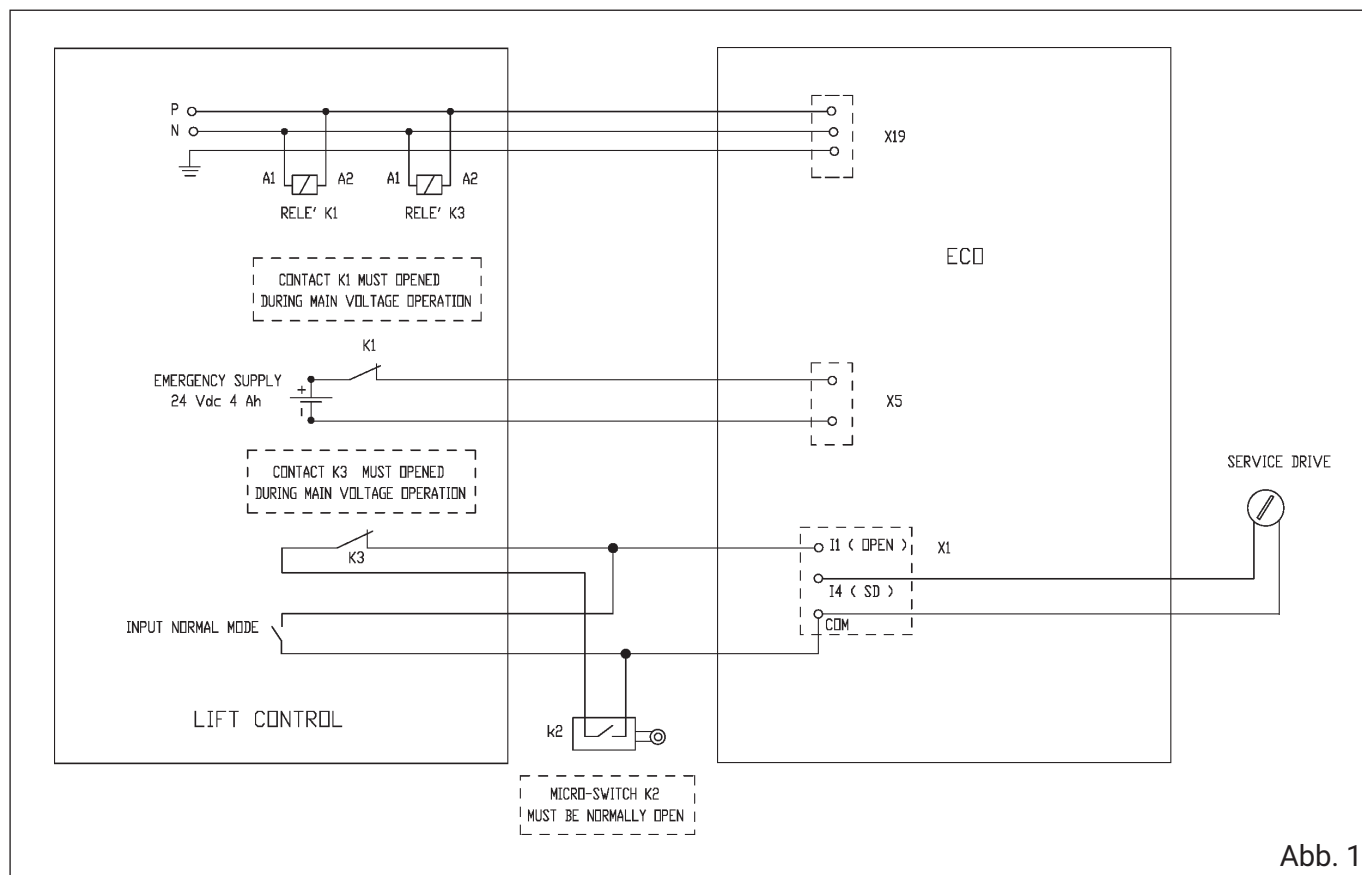 P
N
X19
A1 A2 A1 A2
RELE' K1 RELE' K3
ECO
CONTACT K1 MUST OPENED
DURING MAIN VOLTAGE OPERATION
K1
EMERGENCY SUPPLY
24 Vdc 4 Ah
+
-
X5
CONTACT K3 MUST OPENED
DURING MAIN VOLTAGE OPERATION
SERVICE DRIVE
K3
I1 ( OPEN )
X1
I4 ( SD )
COM
INPUT NORMAL MODE
LIFT CONTROL
k2
MICRO-SWITCH K2
MUST BE NORMALLY OPEN
Abb. 1